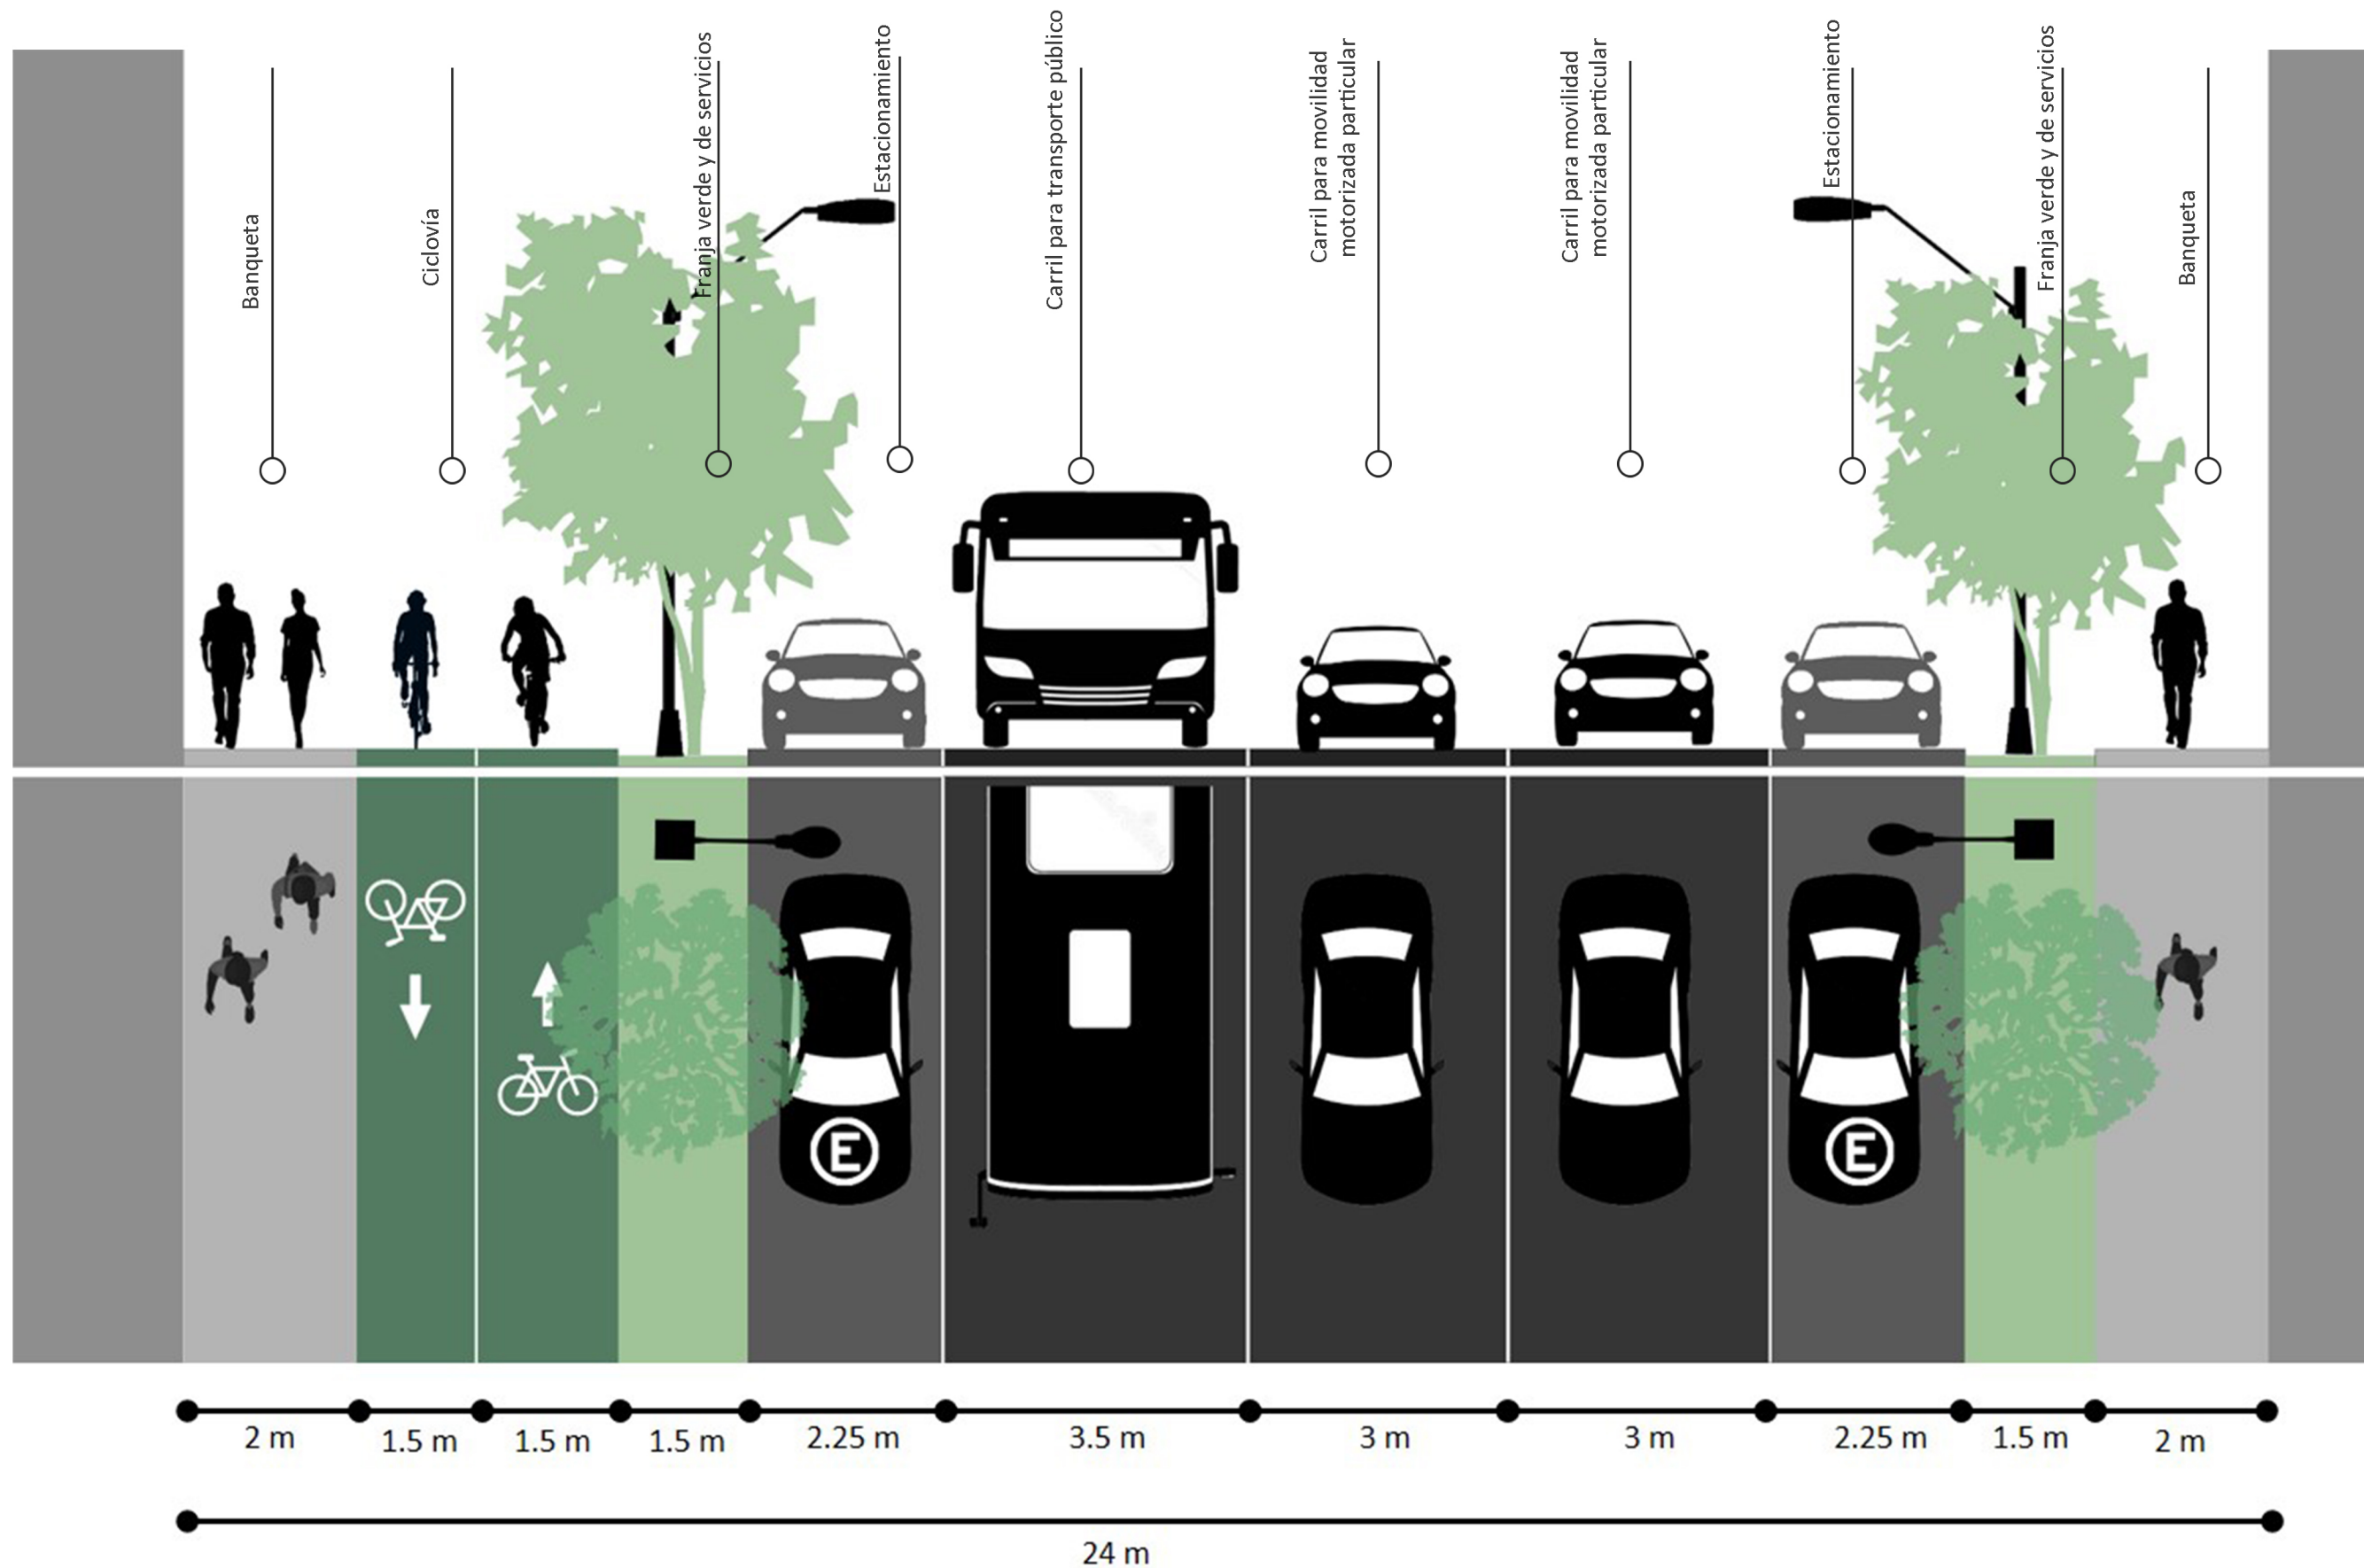 Banqueta
Ciclovía
Franja verde y de servicios
Estacionamiento
Carril para transporte público
Carril para movilidad
motorizada particular
Carril para movilidad
motorizada particular
Estacionamiento
Franja verde y de servicios
Banqueta
E
E
2 m
1.5 m
1.5 m
1.5 m
2.25 m
3.5 m
3 m
3 m
2.25 m
1.5 m
2 m
24 m